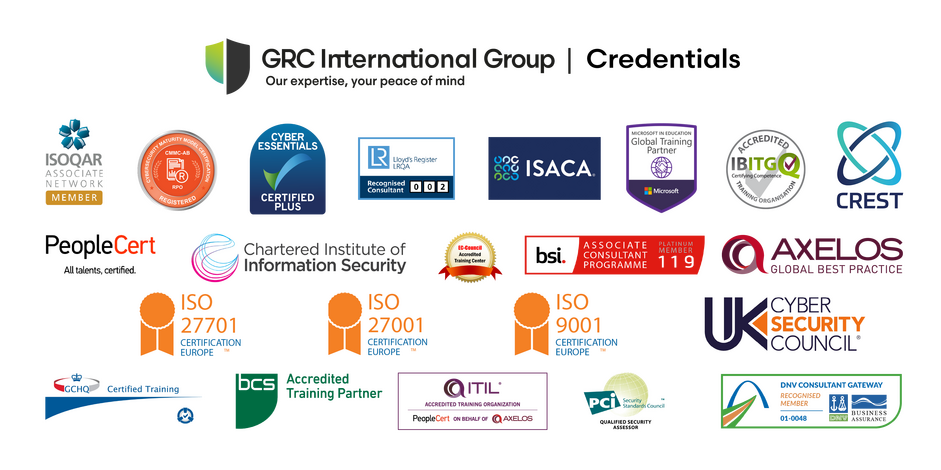 GRC International Group | Credentials
Our expertise, your peace of mind
ISOQAR
ASSOCIATE
NETWORK
MEMBER
CYBERSECURITY MATURITY MODEL CERTIFICATION
CMMC-AB
R
RPO
REGISTERED
CYBER
ESSENTIALS
CERTIFIED
PLUS
LR
Lloyd's Register
LRQA
Recognised
Consultant
0 0 2
ISACA.
MICROSOFT IN EDUCATION
Global Training
Partner
Microsoft
ACCREDITED
IBITGQ
Certifying Competence
TRAINING ORGANISATION
CREST
PeopleCert
All talents, certified.
Chartered Institute of
Information Security
EC-Council
Accredited
Training Center
bsi.
ASSOCIATE
CONSULTANT
PROGRAMME
PLATINUM
MEMBER
119
AXELOS
GLOBAL BEST PRACTICE
ISO
27701
CERTIFICATION
EUROPE ™
ISO
27001
CERTIFICATION
EUROPE ™
ISO
9001
CERTIFICATION
EUROPE ™
UK
CYBER
SECURITY
COUNCIL®
GCHQ
Certified Training
bcs
Accredited
Training Partner
ITIL®
ACCREDITED TRAINING ORGANIZATION
PeopleCert ON BEHALF OF AXELOS
PCi Security
Standards Council ™
QUALIFIED SECURITY
ASSESSOR
DNV CONSULTANT GATEWAY
RECOGNISED
MEMBER
01-0048
DNV
BUSINESS
ASSURANCE